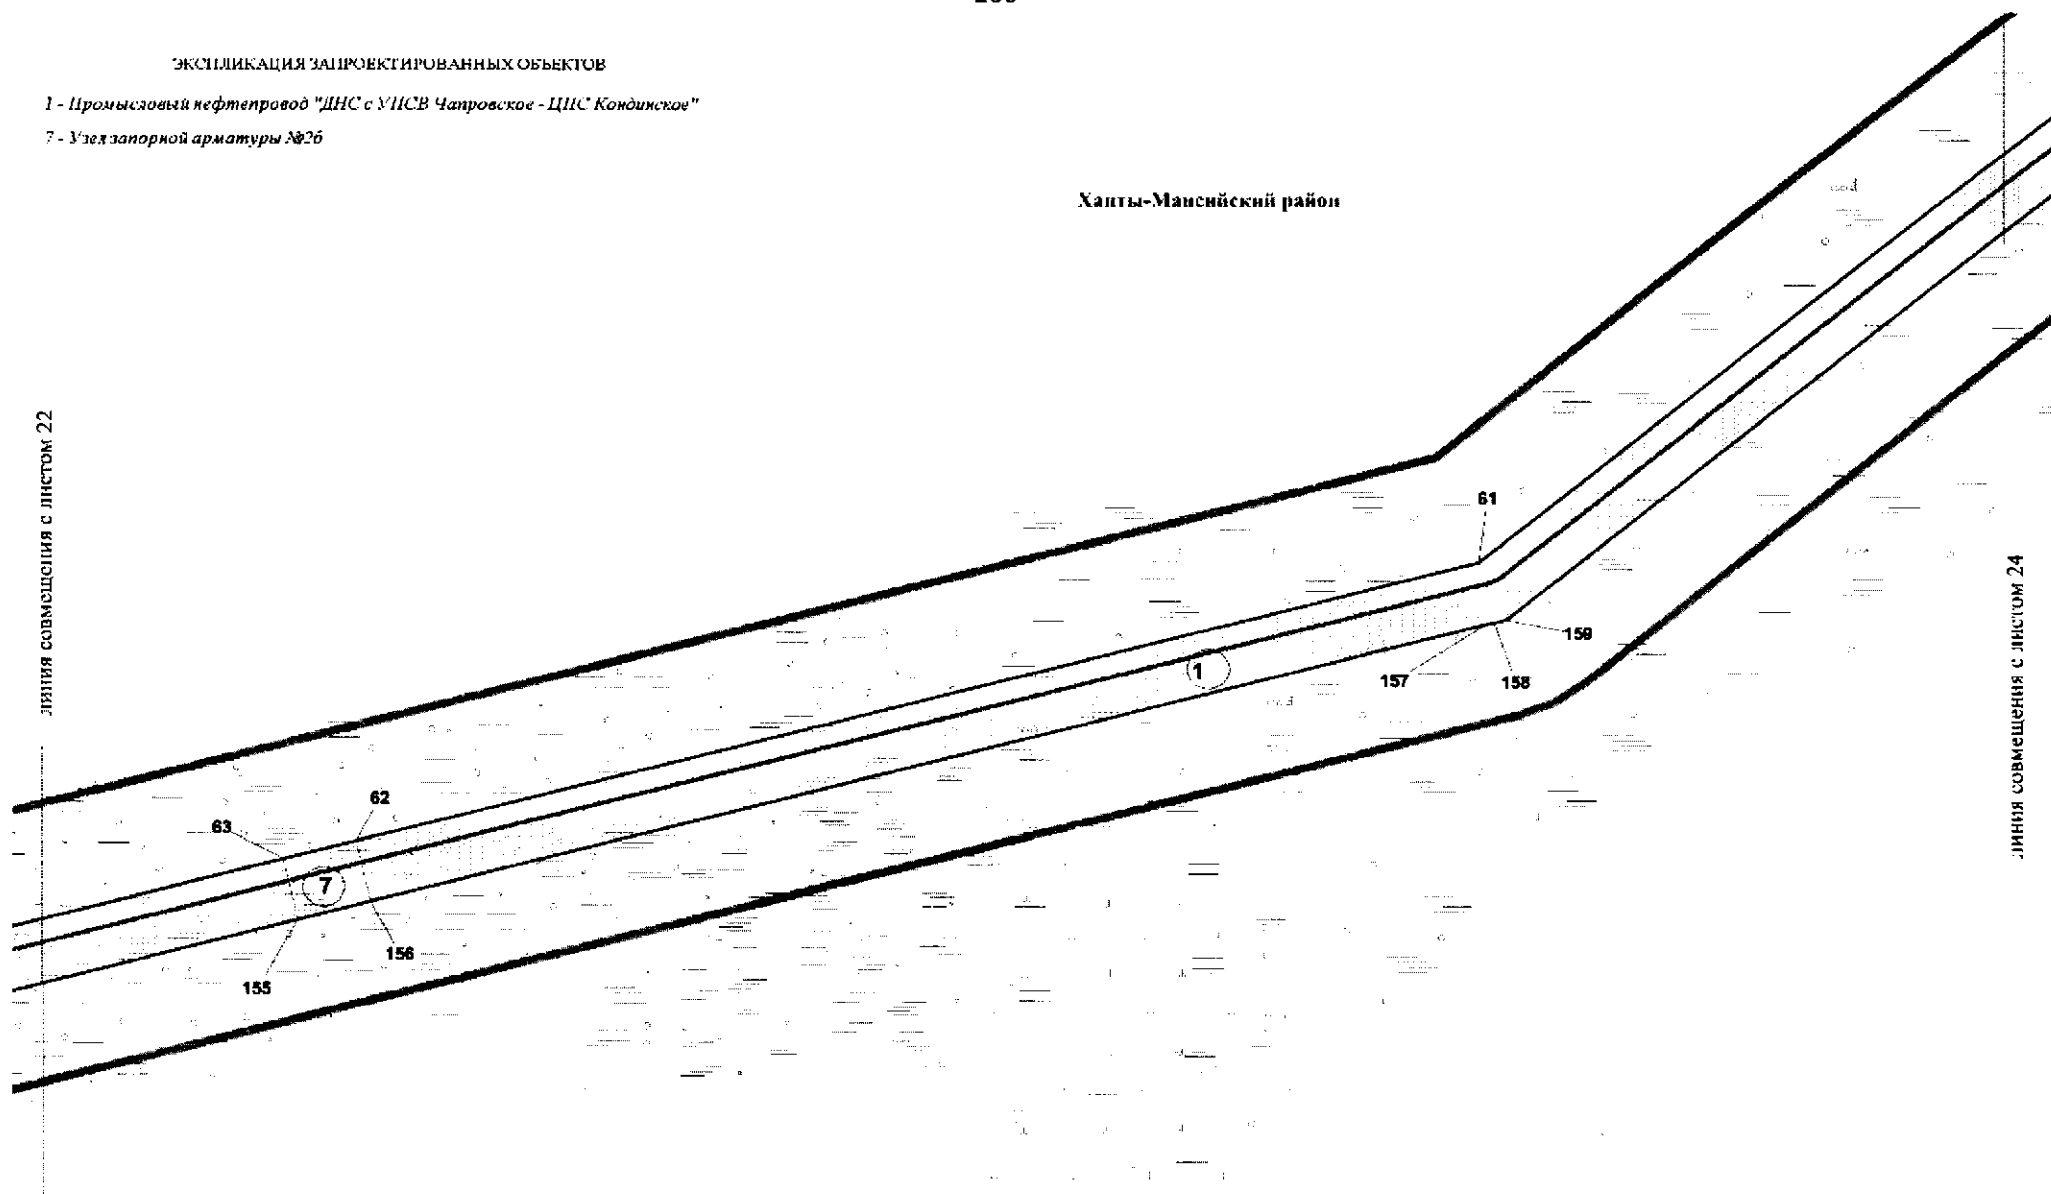 ЭКСПЛИКАЦИЯ ЗАПРОЕКТИРОВАННЫХ ОБЪЕКТОВ
1 - Промысловый нефтепровод "ДНС с УПСВ Чапровское - ЦПС Кондинское"
7 - Узел запорной арматуры №26
Ханты-Мансийский район
линия совмещения с листом 22
линия совмещения с листом 24
61
159
157
158
1
62
63
7
156
155